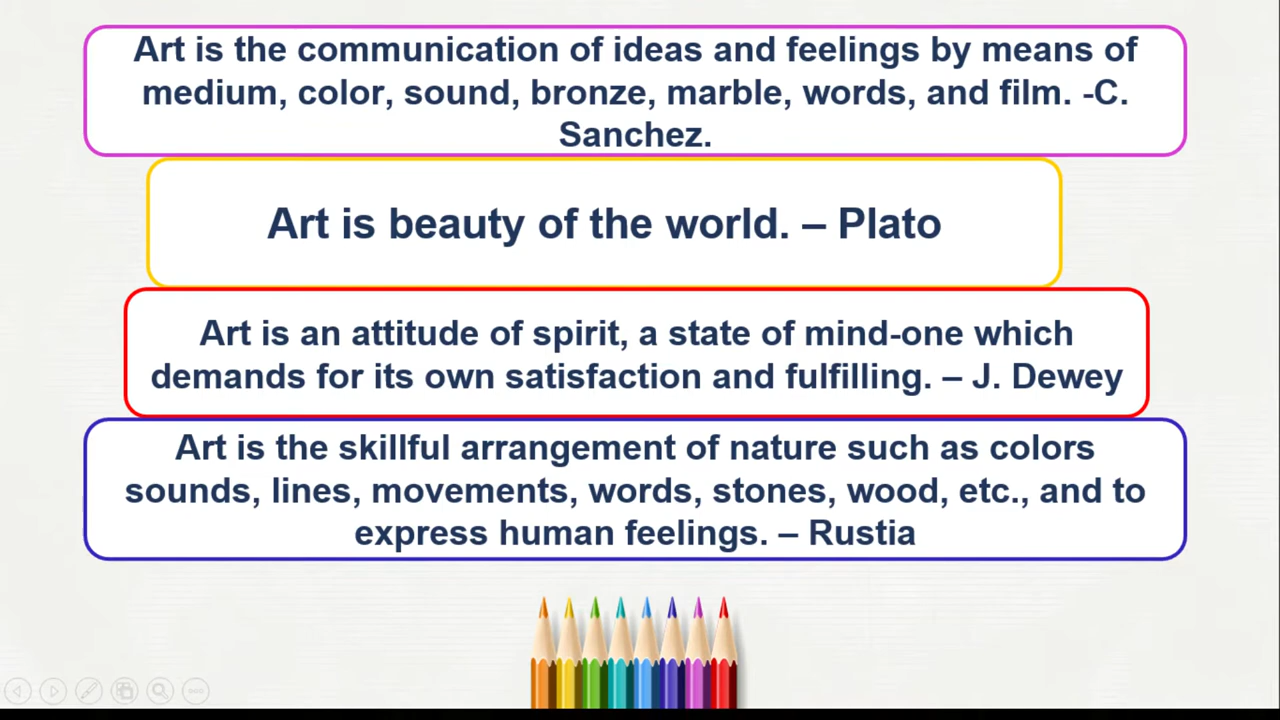 Art is the communication of ideas and feelings by means of
medium, color, sound, bronze, marble, words, and film. -C.
Sanchez.
Art is beauty of the world. – Plato
Art is an attitude of spirit, a state of mind-one which
demands for its own satisfaction and fulfilling. – J. Dewey
Art is the skillful arrangement of nature such as colors
sounds, lines, movements, words, stones, wood, etc., and to
express human feelings. – Rustia